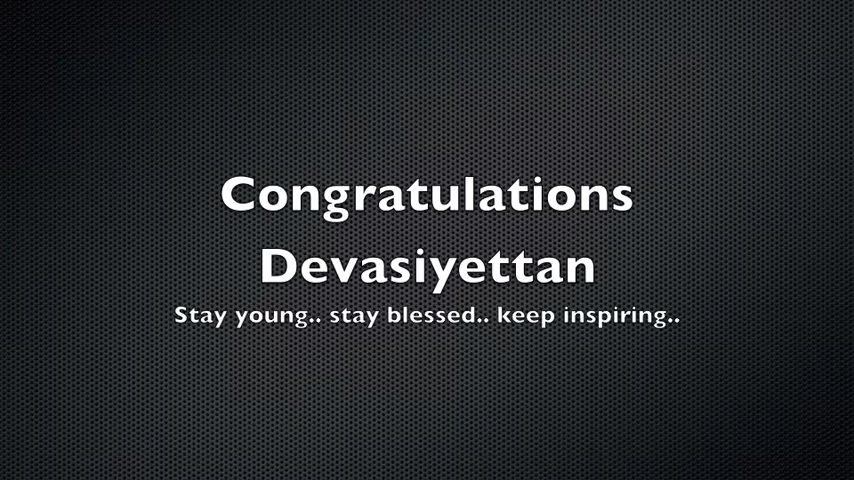 Congratulations
Devasiyettan
Stay young.. stay blessed.. keep inspiring..